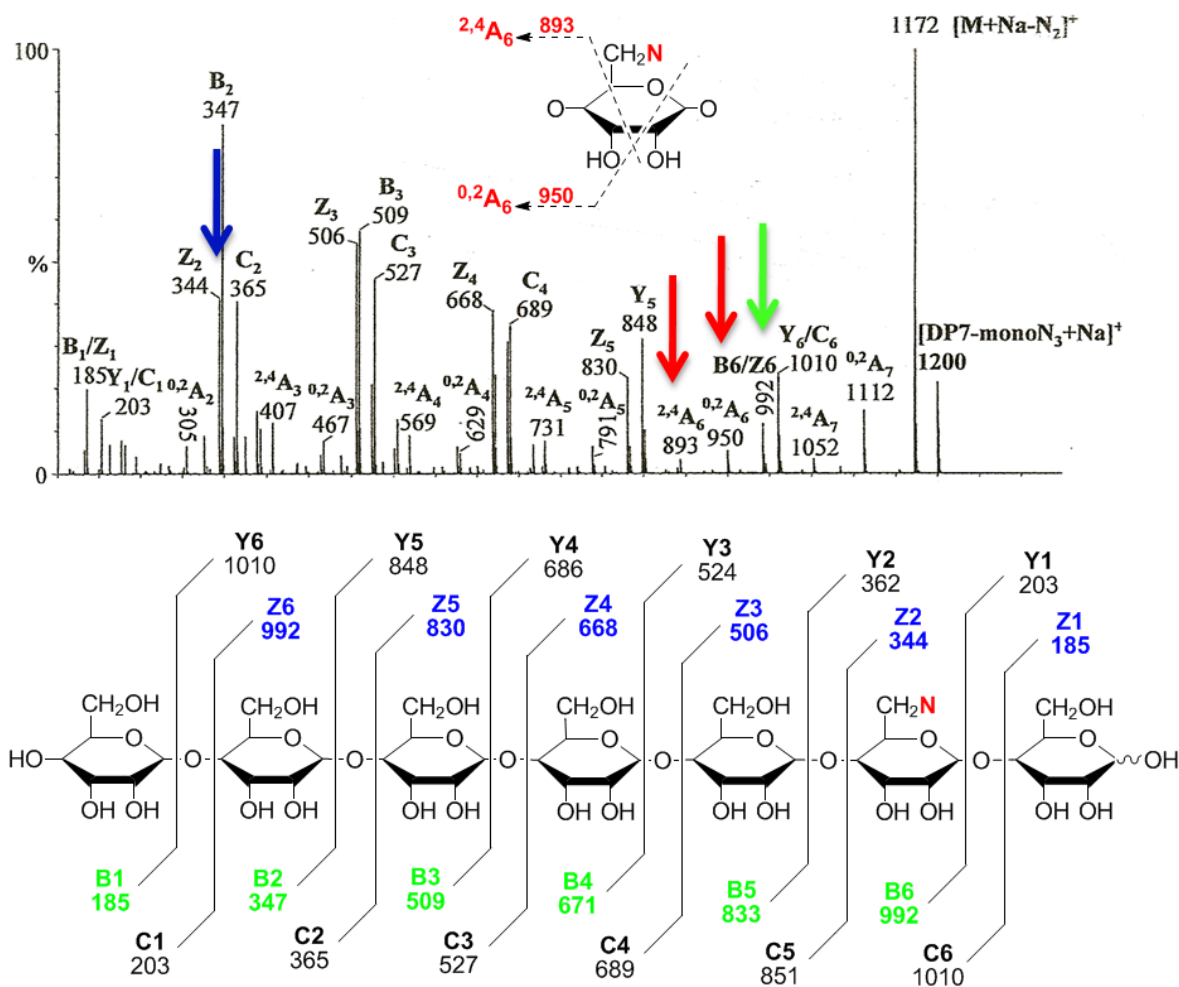 2,4A6 893
1172 [M+Na-N2]+
100
CH2N
O
O
O
HO OH
0,2A6 950
B2
347
Z2
344
C2
365
Z3
506
B3
509
C3
527
%
Z4
668
C4
689
Y5
848
Z5
830
Y6/C6
1010
B6/Z6
992
[DP7-monoN3+Na]+
1200
B1/Z1
185
Y1/C1
203
0,2A2
305
2,4A3
407
0,2A3
467
2,4A4
569
0,2A4
629
2,4A5
731
0,2A5
791
2,4A6
893
0,2A6
950
2,4A7
1052
0,2A7
1112
0
Y6
1010
Y5
848
Y4
686
Y3
524
Y2
362
Y1
203
Z6
992
Z5
830
Z4
668
Z3
506
Z2
344
Z1
185
CH2OH CH2OH CH2OH CH2OH CH2OH CH2N CH2OH
O O O O O O O
HO O O O O O O OH
OH OH OH OH OH OH OH OH OH OH OH OH OH OH
B1
185
B2
347
B3
509
B4
671
B5
833
B6
992
C1
203
C2
365
C3
527
C4
689
C5
851
C6
1010